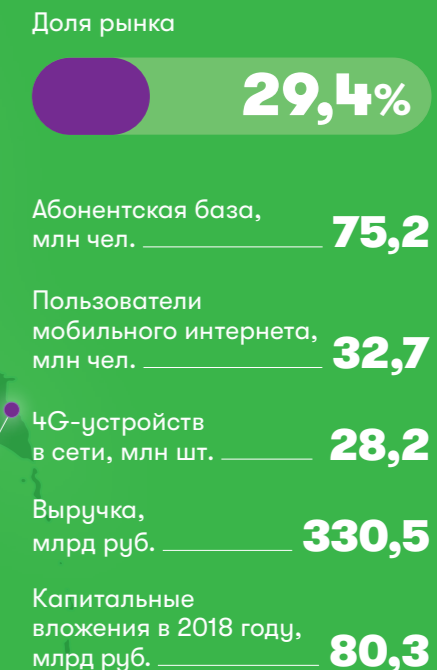 Доля рынка
29,4%
Абонентская база,
млн чел. 75,2
Пользователи
мобильного интернета,
млн чел. 32,7
4G-устройств
в сети, млн шт. 28,2
Выручка,
млрд руб. 330,5
Капитальные
вложения в 2018 году,
млрд руб. 80,3